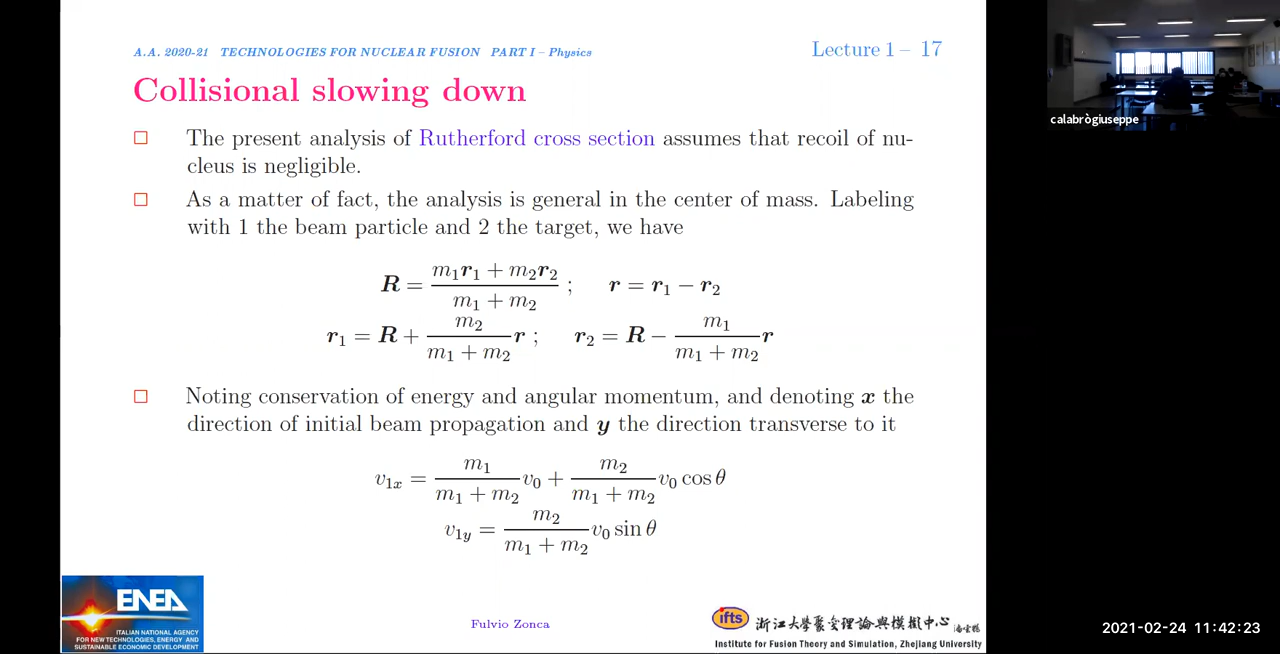 A.A. 2020-21 TECHNOLOGIES FOR NUCLEAR FUSION PART I – Physics
Lecture 1 – 17
Collisional slowing down
The present analysis of Rutherford cross section assumes that recoil of nu-
cleus is negligible.
As a matter of fact, the analysis is general in the center of mass. Labeling
with 1 the beam particle and 2 the target, we have
R = (m₁r₁ + m₂r₂)/(m₁ + m₂) ; r = r₁ − r₂
r₁ = R + m₂/(m₁ + m₂) r ; r₂ = R − m₁/(m₁ + m₂) r
Noting conservation of energy and angular momentum, and denoting x the
direction of initial beam propagation and y the direction transverse to it
v₁ₓ = m₁/(m₁ + m₂) v₀ + m₂/(m₁ + m₂) v₀ cos θ
v₁y = m₂/(m₁ + m₂) v₀ sin θ
ENEA
ITALIAN NATIONAL AGENCY
FOR NEW TECHNOLOGIES, ENERGY AND
SUSTAINABLE ECONOMIC DEVELOPMENT
Fulvio Zonca
ifts
浙江大学聚变理論與模擬中心
Institute for Fusion Theory and Simulation, Zhejiang University
calabrògiuseppe
2021-02-24 11:42:23